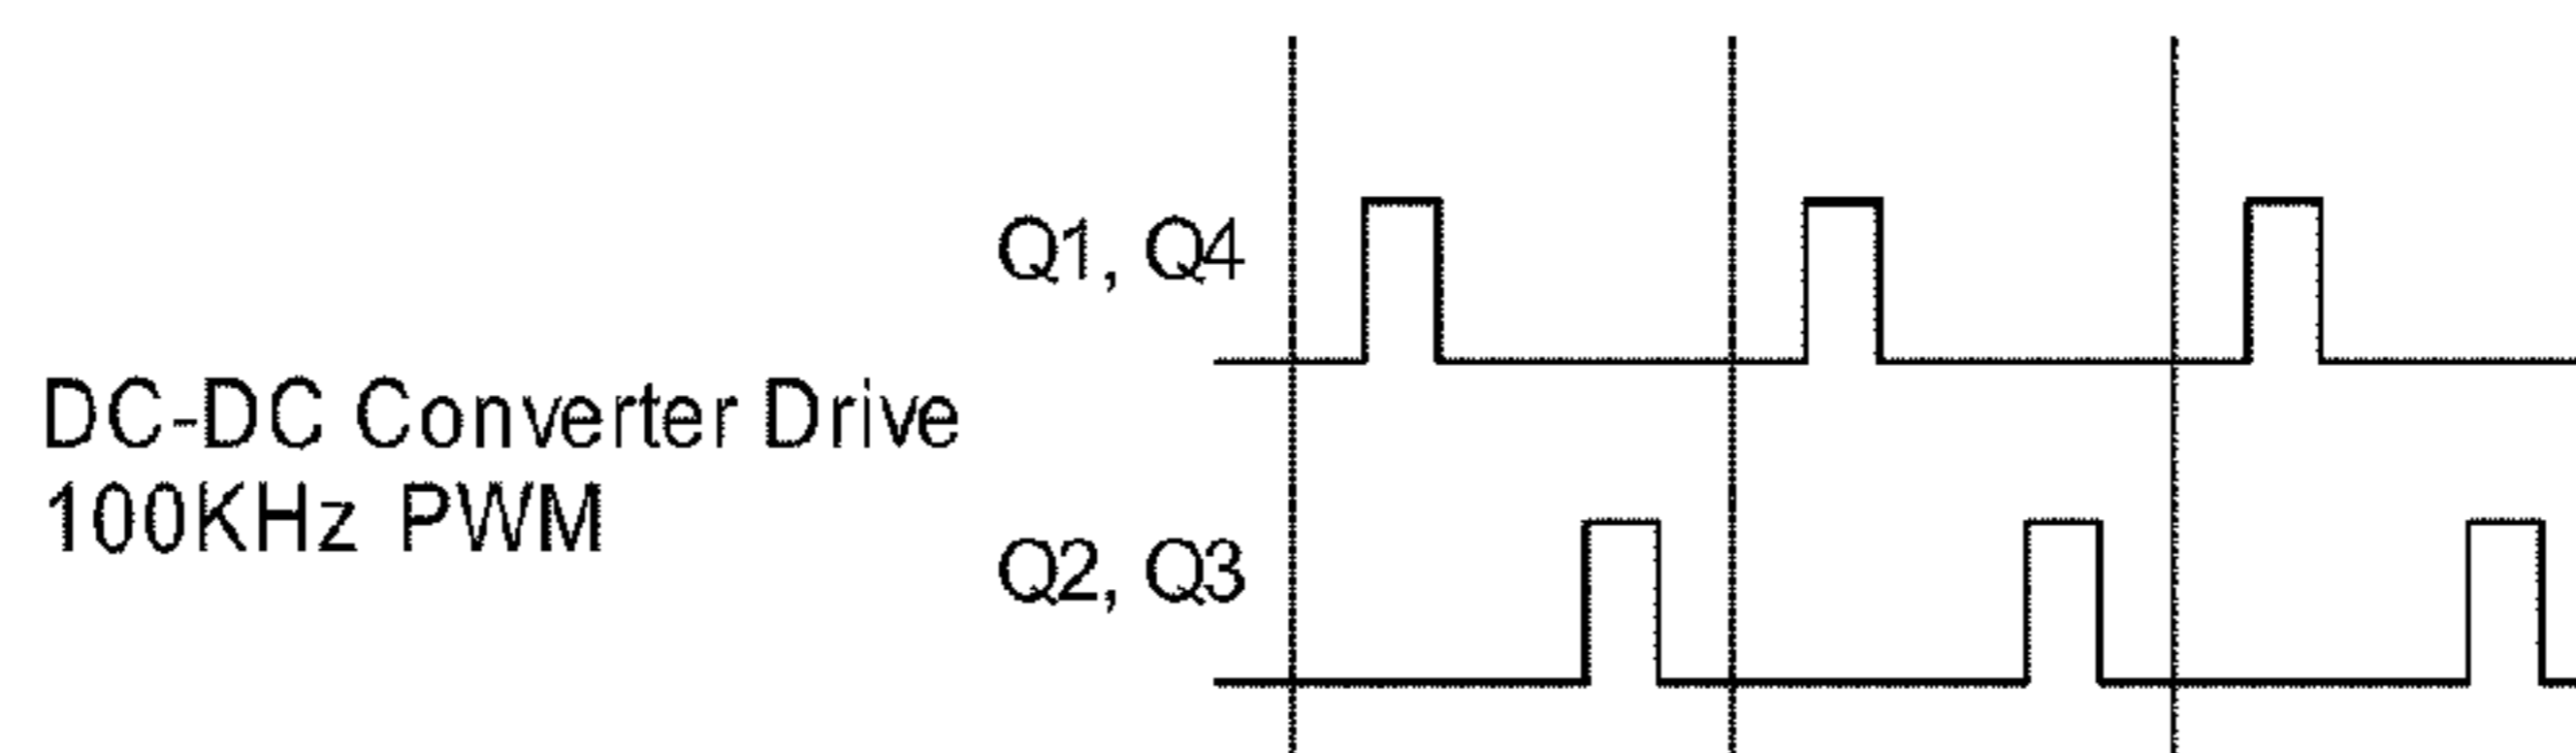 Q1, Q4
DC-DC Converter Drive
100KHz PWM
Q2, Q3